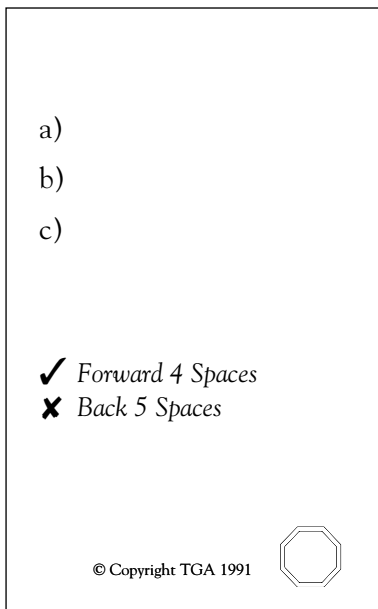 a)
b)
c)
✓ Forward 4 Spaces
✘ Back 5 Spaces
© Copyright TGA 1991